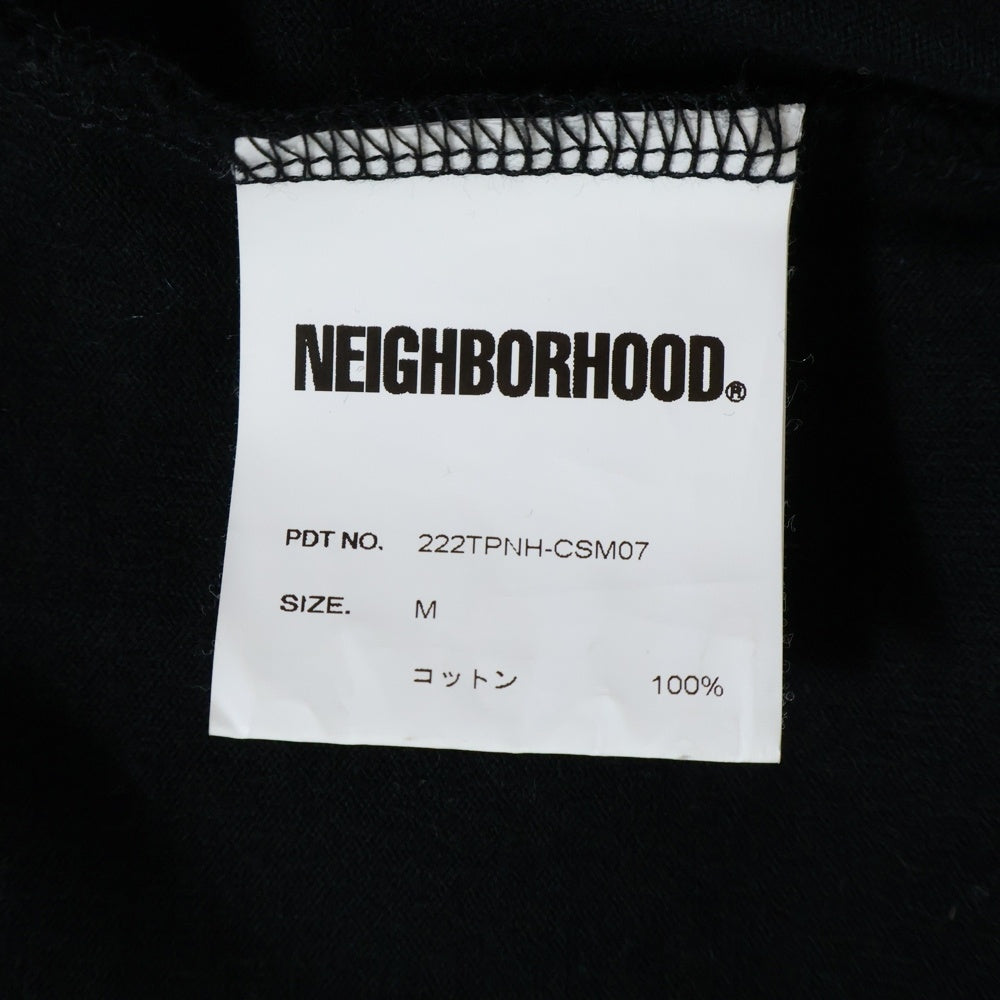 NEIGHBORHOOD®
PDT NO. 222TPNH-CSM07
SIZE. M
コットン 100%